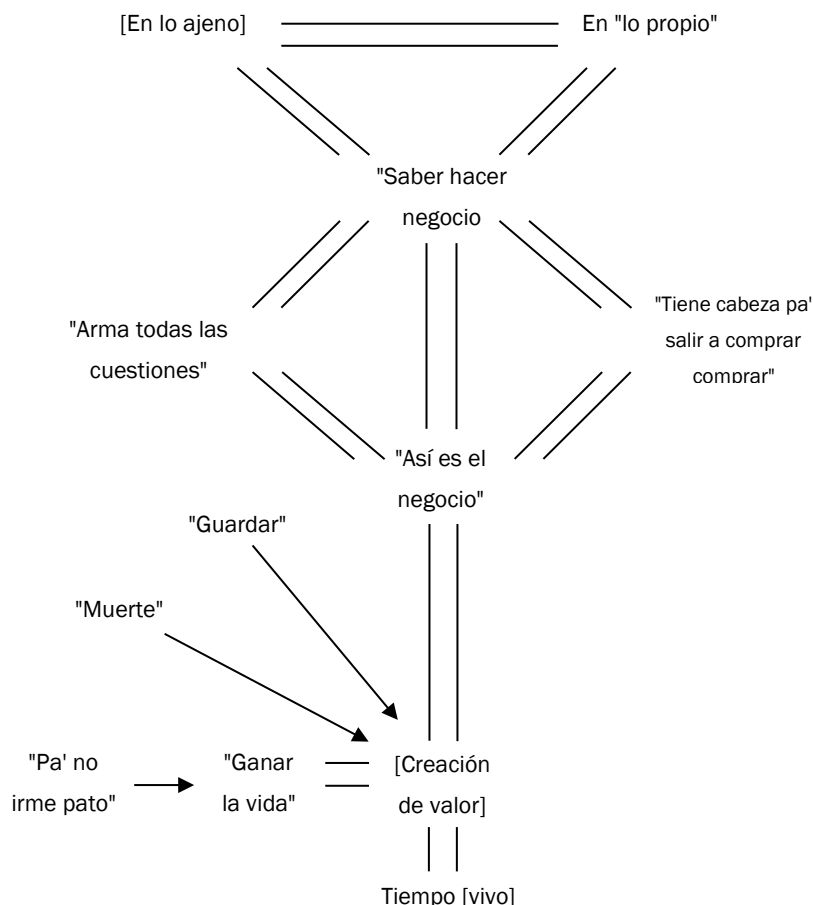 [En lo ajeno]
En "lo propio"
"Saber hacer
negocio
"Arma todas las
cuestiones"
"Tiene cabeza pa'
salir a comprar
comprar"
"Así es el
negocio"
"Guardar"
"Muerte"
"Pa' no
irme pato"
"Ganar
la vida"
[Creación
de valor]
Tiempo [vivo]